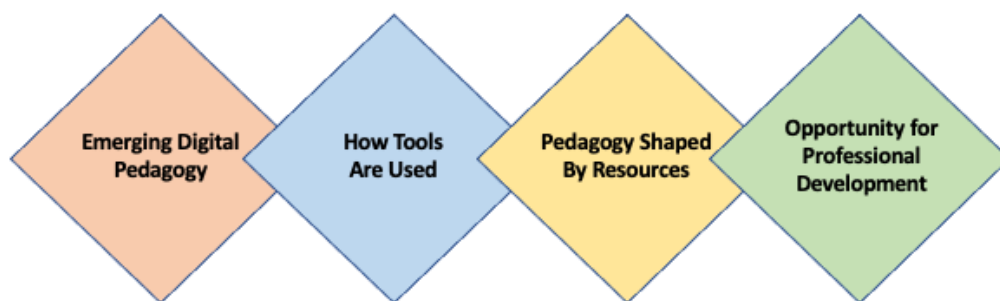 Emerging Digital
Pedagogy
How Tools
Are Used
Pedagogy Shaped
By Resources
Opportunity for
Professional
Development